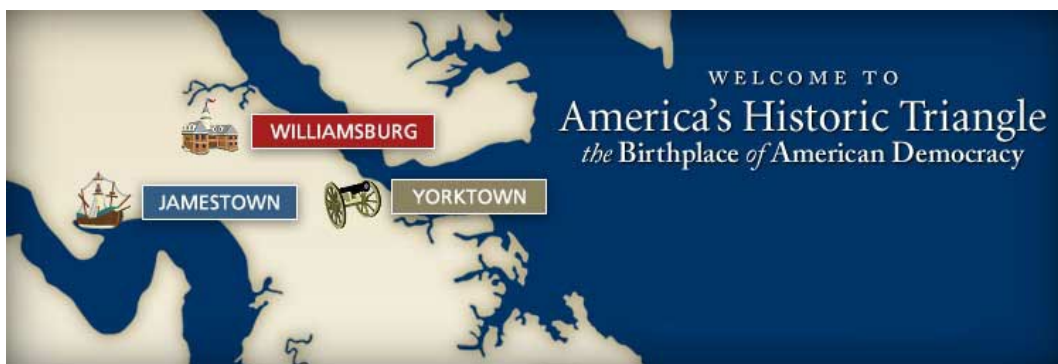 WELCOME TO
America's Historic Triangle
the Birthplace of American Democracy
WILLIAMSBURG
JAMESTOWN
YORKTOWN